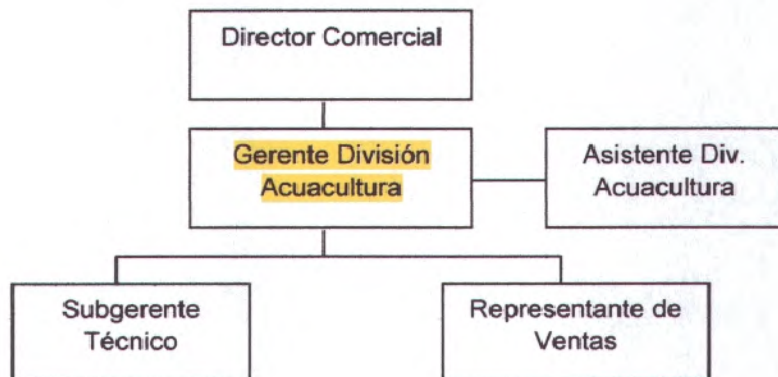 Director Comercial
Gerente División
Acuacultura
Asistente Div.
Acuacultura
Subgerente
Técnico
Representante de
Ventas